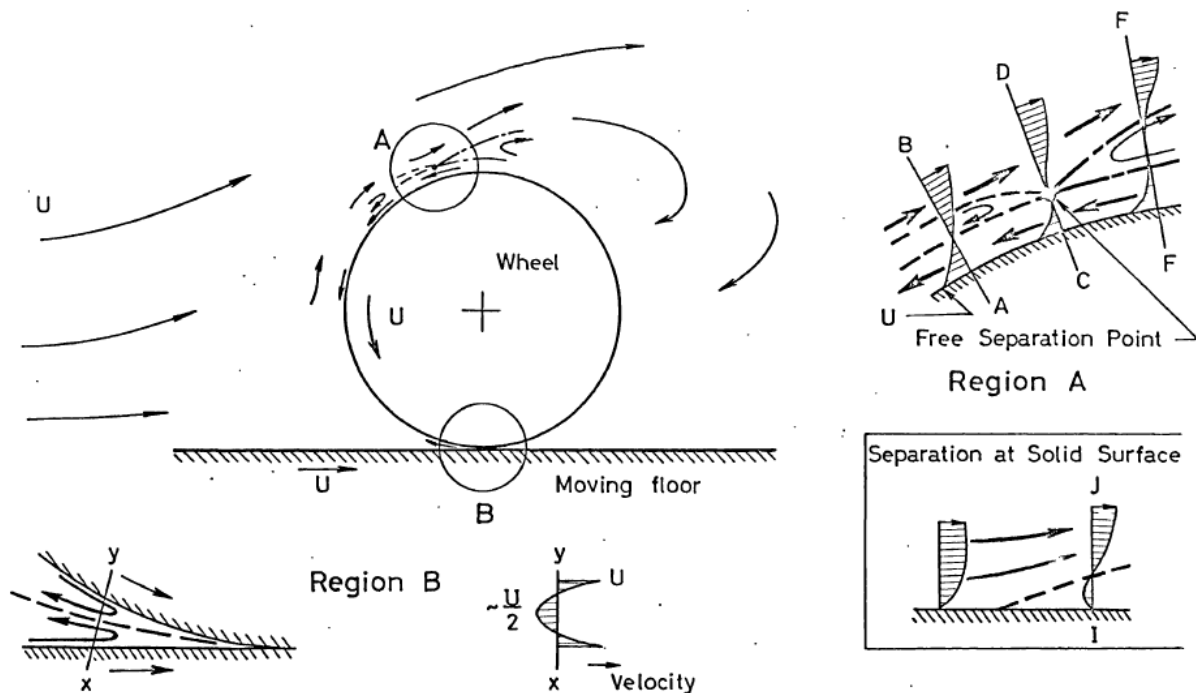 A
U
Wheel
U
U
Moving floor
B
F
D
B
F
C
A
U
Free Separation Point
Region A
Separation at Solid Surface
J
I
y
x
Region B
y
U
~U/2
x
Velocity